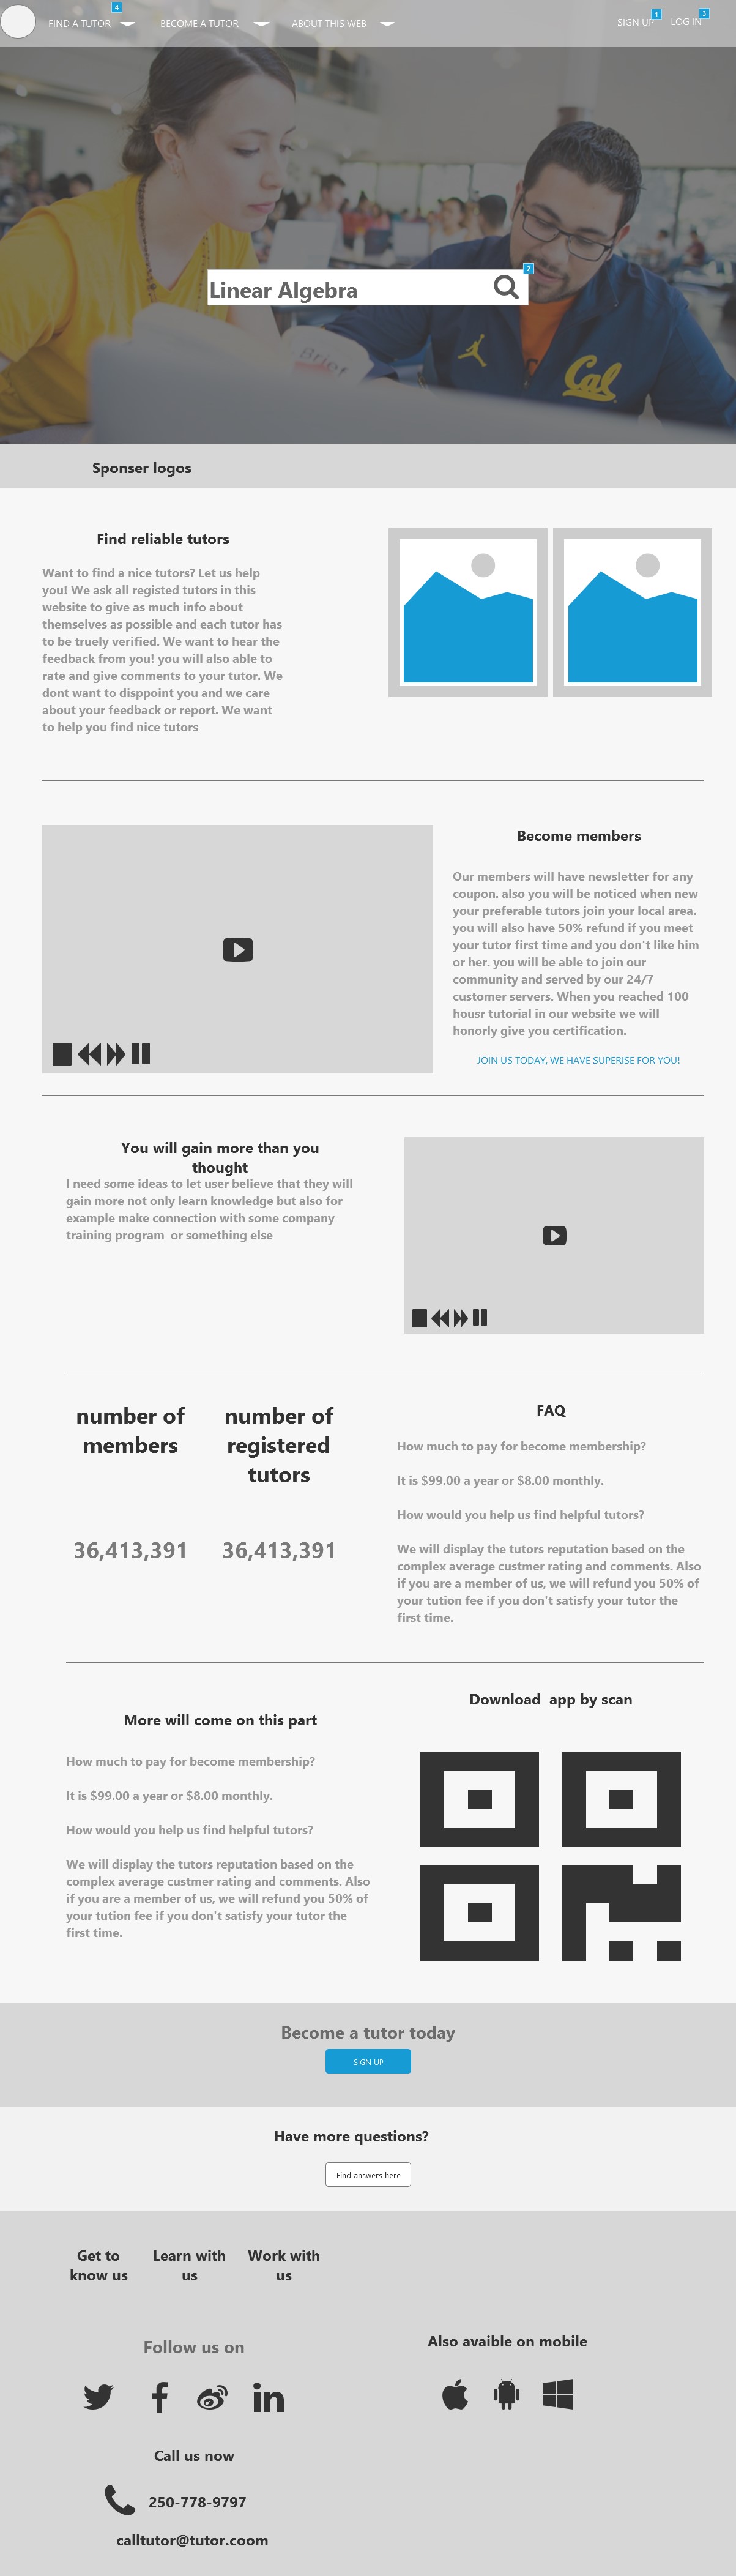 FIND A TUTOR
4
BECOME A TUTOR
ABOUT THIS WEB
SIGN UP
1
LOG IN
3
Linear Algebra
2
Brief
Cal
Sponser logos
Find reliable tutors
Want to find a nice tutors? Let us help
you! We ask all registed tutors in this
website to give as much info about
themselves as possible and each tutor has
to be truely verified. We want to hear the
feedback from you! you will also able to
rate and give comments to your tutor. We
dont want to disppoint you and we care
about your feedback or report. We want
to help you find nice tutors
Become members
Our members will have newsletter for any
coupon. also you will be noticed when new
your preferable tutors join your local area.
you will also have 50% refund if you meet
your tutor first time and you don't like him
or her. you will be able to join our
community and served by our 24/7
customer servers. When you reached 100
housr tutorial in our website we will
honorly give you certification.
JOIN US TODAY, WE HAVE SUPERISE FOR YOU!
You will gain more than you
thought
I need some ideas to let user believe that they will
gain more not only learn knowledge but also for
example make connection with some company
training program  or something else
number of
members
number of
registered
tutors
36,413,391
36,413,391
FAQ
How much to pay for become membership?
It is $99.00 a year or $8.00 monthly.
How would you help us find helpful tutors?
We will display the tutors reputation based on the
complex average custmer rating and comments. Also
if you are a member of us, we will refund you 50% of
your tution fee if you don't satisfy your tutor the
first time.
More will come on this part
How much to pay for become membership?
It is $99.00 a year or $8.00 monthly.
How would you help us find helpful tutors?
We will display the tutors reputation based on the
complex average custmer rating and comments. Also
if you are a member of us, we will refund you 50% of
your tution fee if you don't satisfy your tutor the
first time.
Download  app by scan
Become a tutor today
SIGN UP
Have more questions?
Find answers here
Get to
know us
Learn with
us
Work with
us
Follow us on
Also avaible on mobile
Call us now
250-778-9797
calltutor@tutor.coom